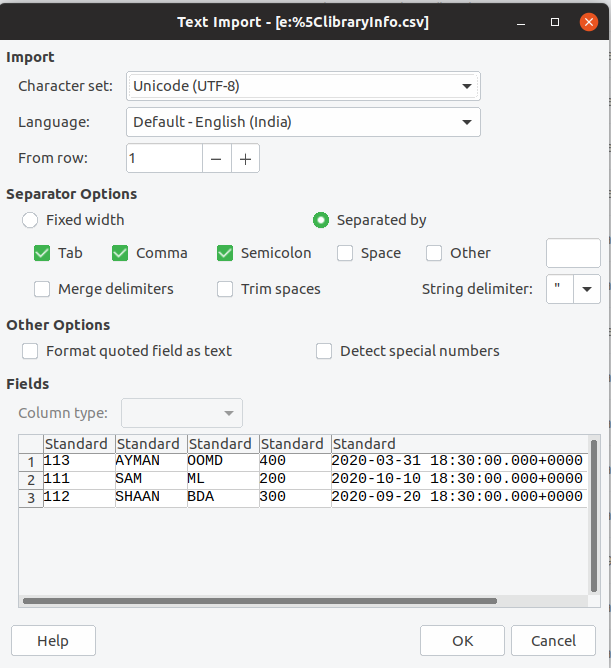 Text Import - [e:%5ClibraryInfo.csv]
Import
Character set: Unicode (UTF-8)
Language: Default - English (India)
From row: 1
Separator Options
Fixed width Separated by
Tab Comma Semicolon Space Other
Merge delimiters Trim spaces String delimiter: "
Other Options
Format quoted field as text Detect special numbers
Fields
Column type:
Standard Standard Standard Standard Standard
1 113 AYMAN OOMD 400 2020-03-31 18:30:00.000+0000
2 111 SAM ML 200 2020-10-10 18:30:00.000+0000
3 112 SHAAN BDA 300 2020-09-20 18:30:00.000+0000
Help OK Cancel